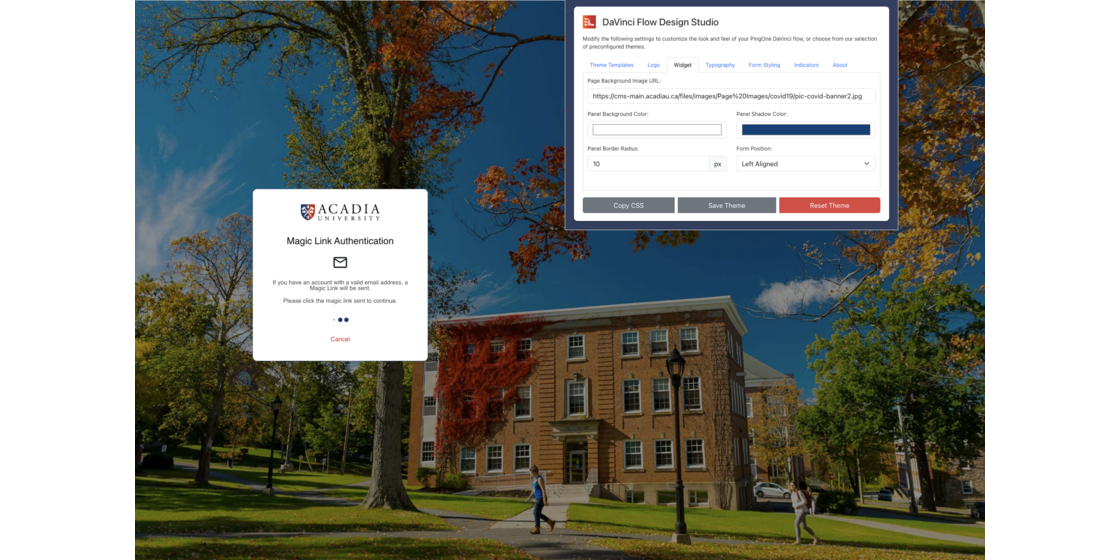 DaVinci Flow Design Studio
Modify the following settings to customize the look and feel of your PingOne DaVinci flow, or choose from our selection
of preconfigured themes.
Theme Templates Logo Widget Typography Form Styling Indicators About
Page Background Image URL:
https://cms-main.acadiau.ca/files/images/Page%20Images/covid19/pic-covid-banner2.jpg
Panel Background Color: Panel Shadow Color:
Panel Border Radius: Form Position:
10 px Left Aligned
Copy CSS Save Theme Reset Theme
ACADIA
UNIVERSITY
Magic Link Authentication
If you have an account with a valid email address, a
Magic Link will be sent.
Please click the magic link sent to continue.
Cancel